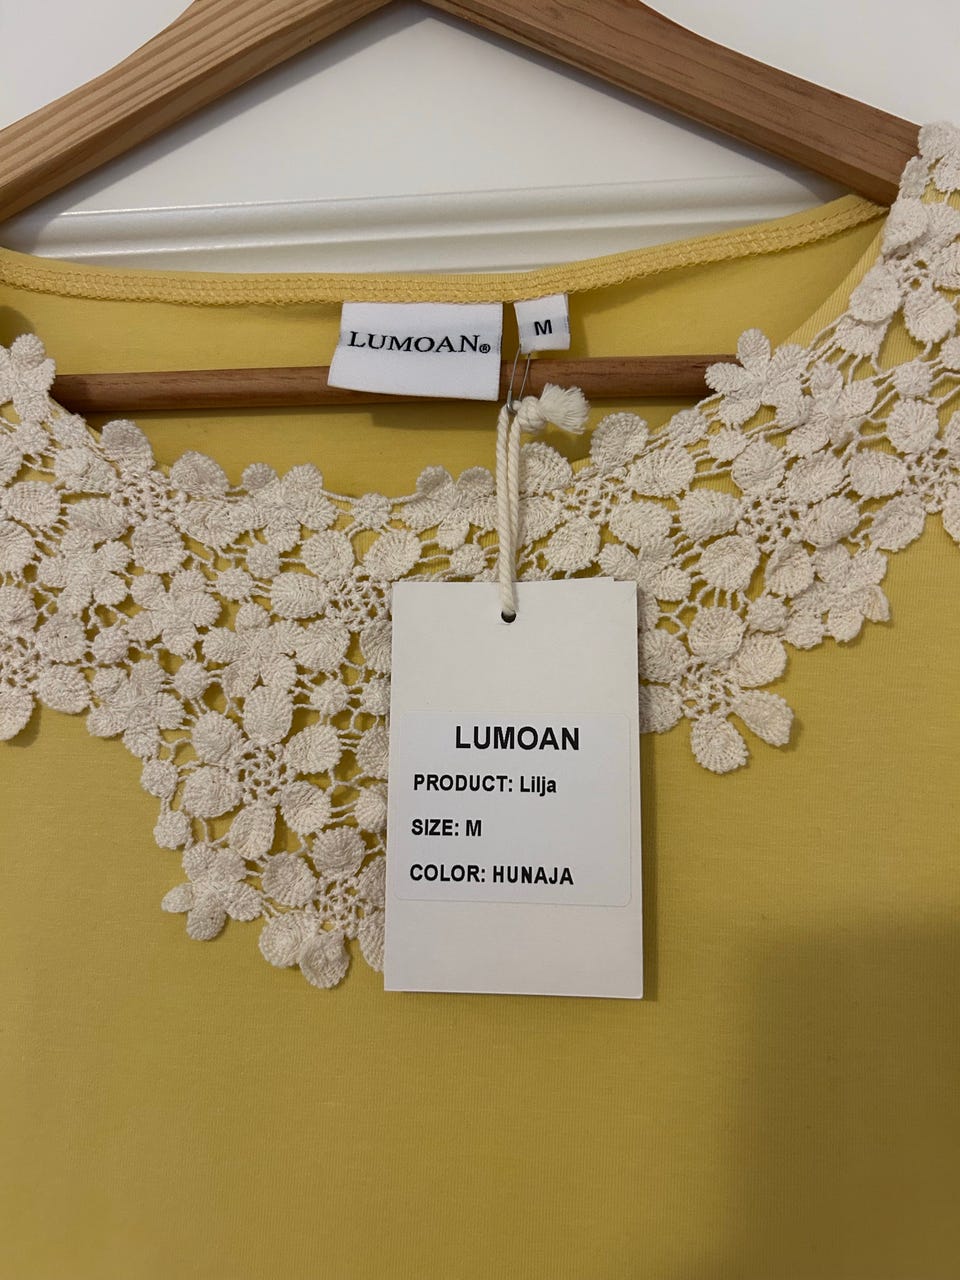 LUMOAN®
M
LUMOAN
PRODUCT: Lilja
SIZE: M
COLOR: HUNAJA